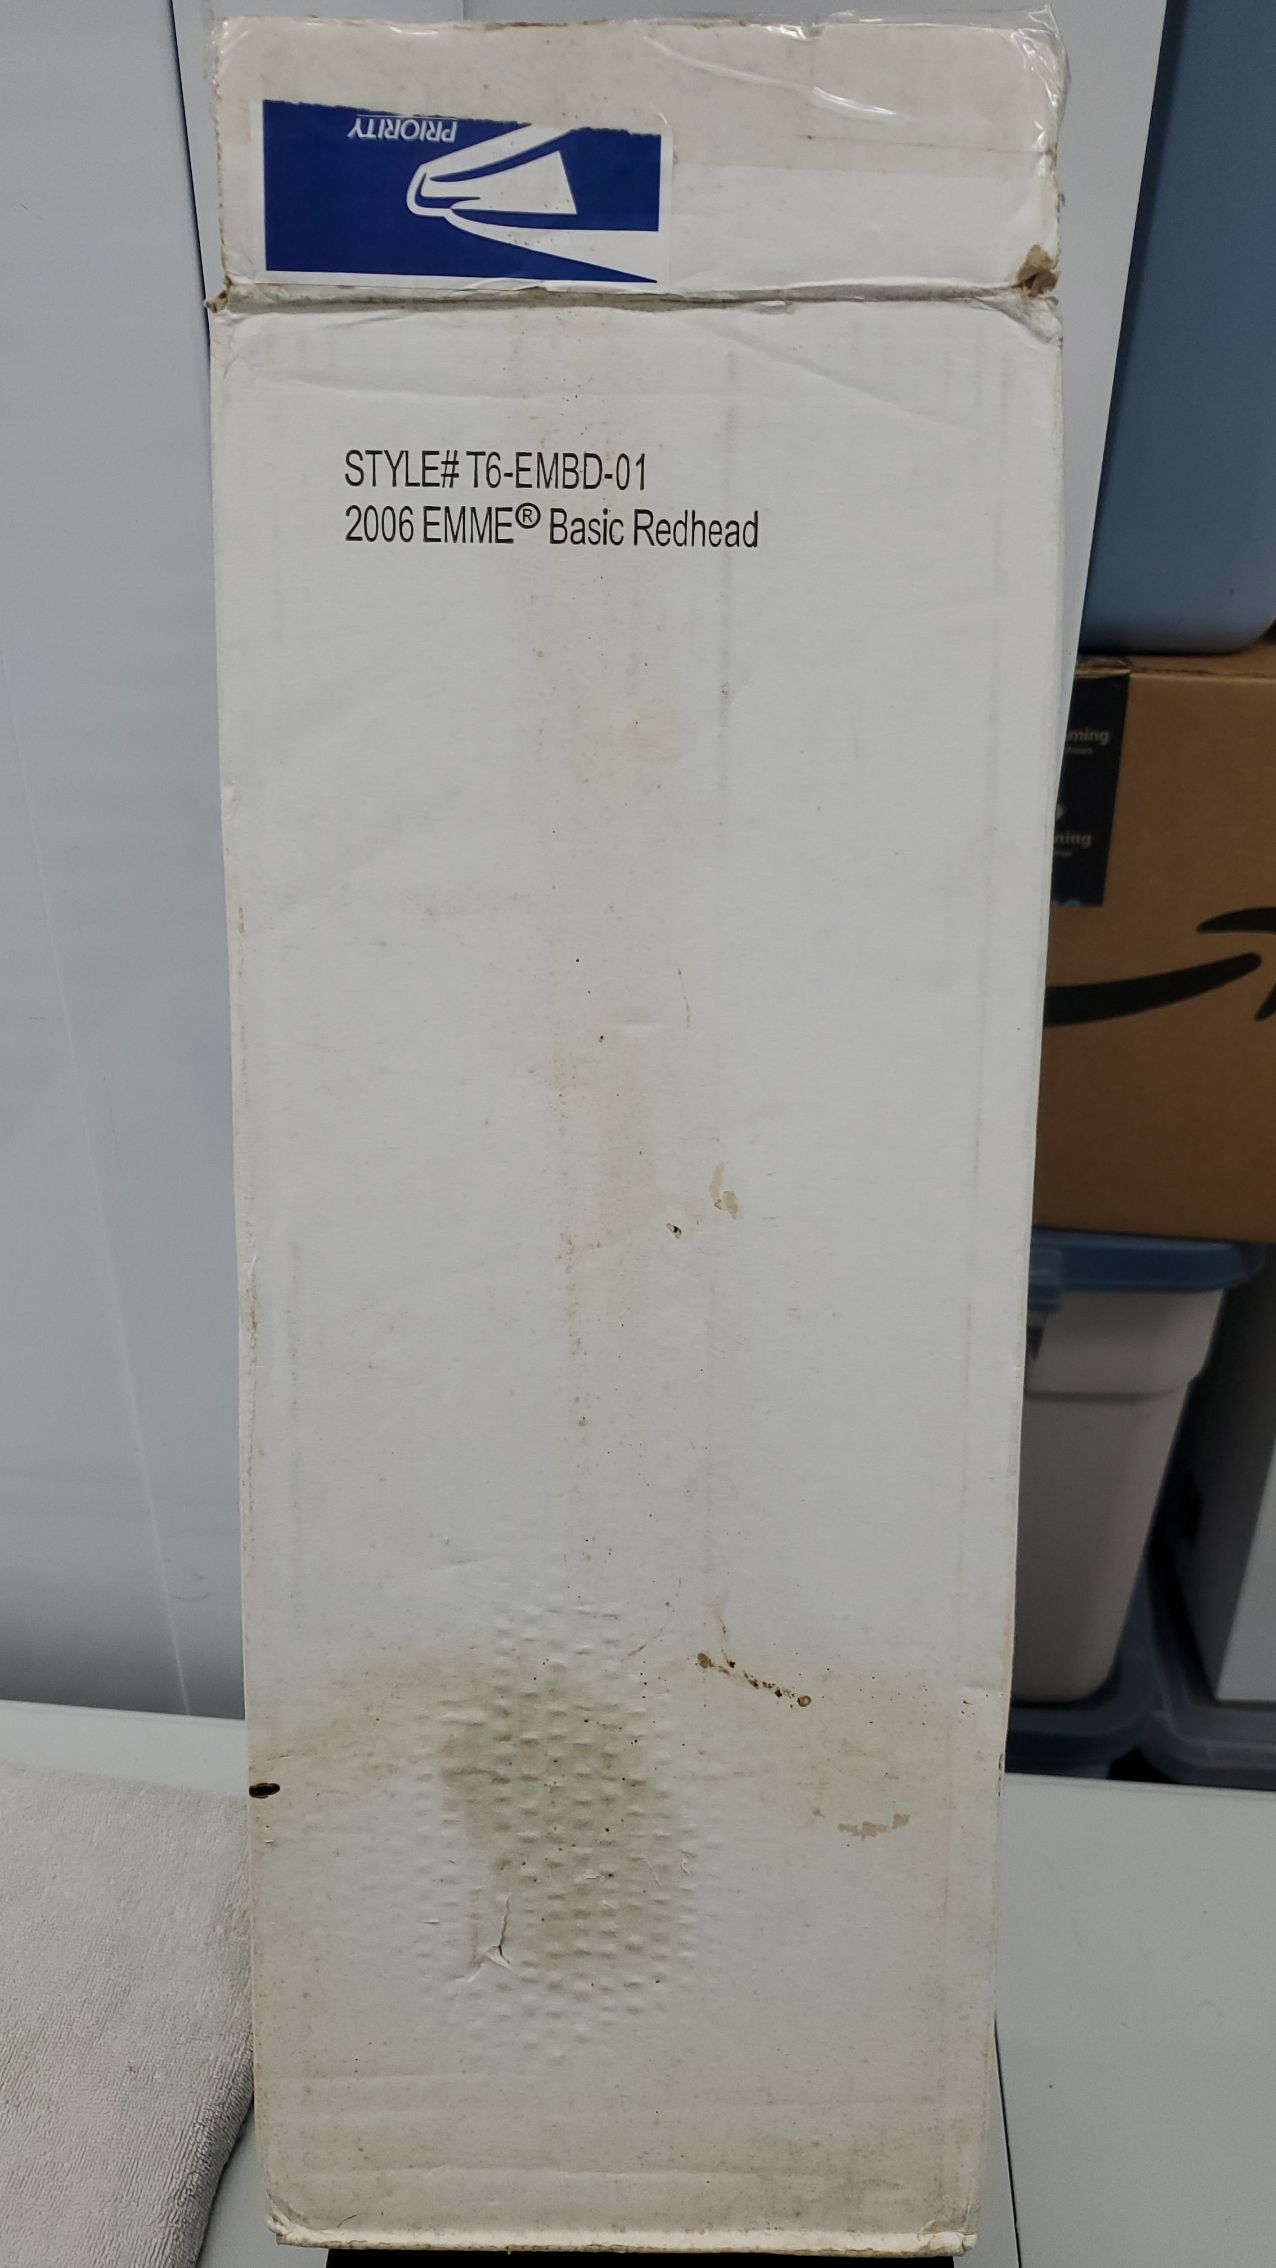 PRIORITY
STYLE# T6-EMBD-01
2006 EMME® Basic Redhead